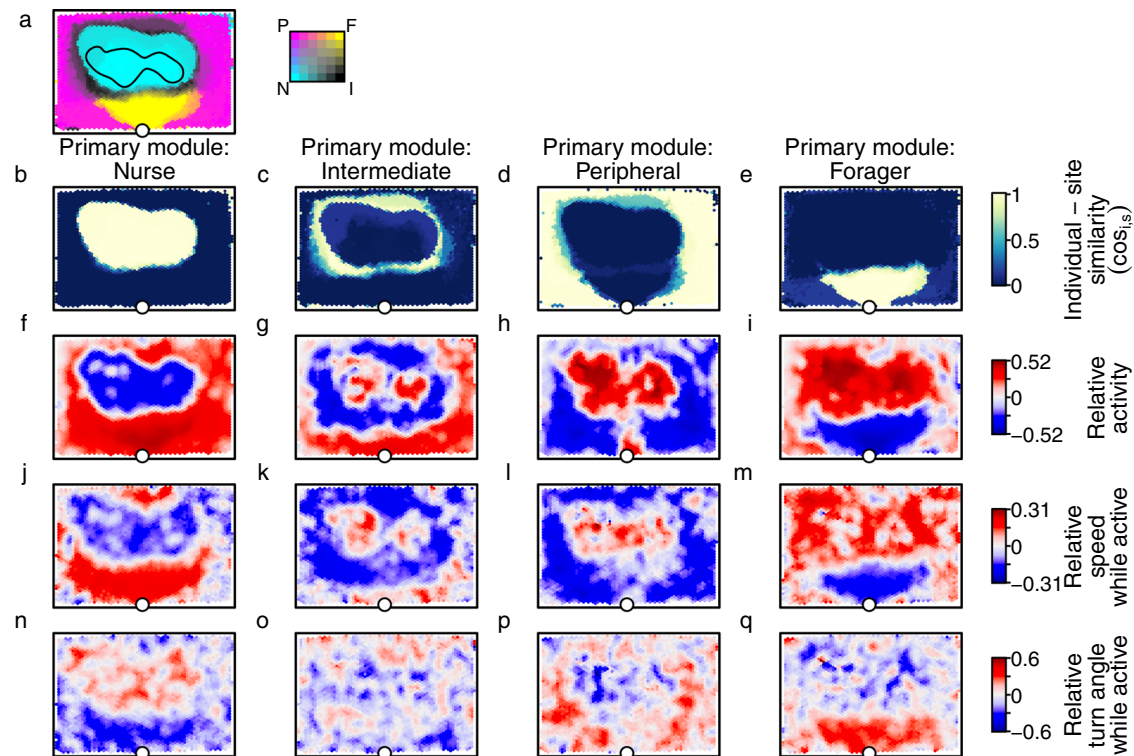 a
P F
N I
Primary module:
Nurse
Primary module:
Intermediate
Primary module:
Peripheral
Primary module:
Forager
b c d e
1
0.5
0
Individual – site
similarity
(cosi,s)
f g h i
0.52
0
−0.52
Relative
activity
j k l m
0.31
0
−0.31
Relative
speed
while active
n o p q
0.6
0
−0.6
Relative
turn angle
while active